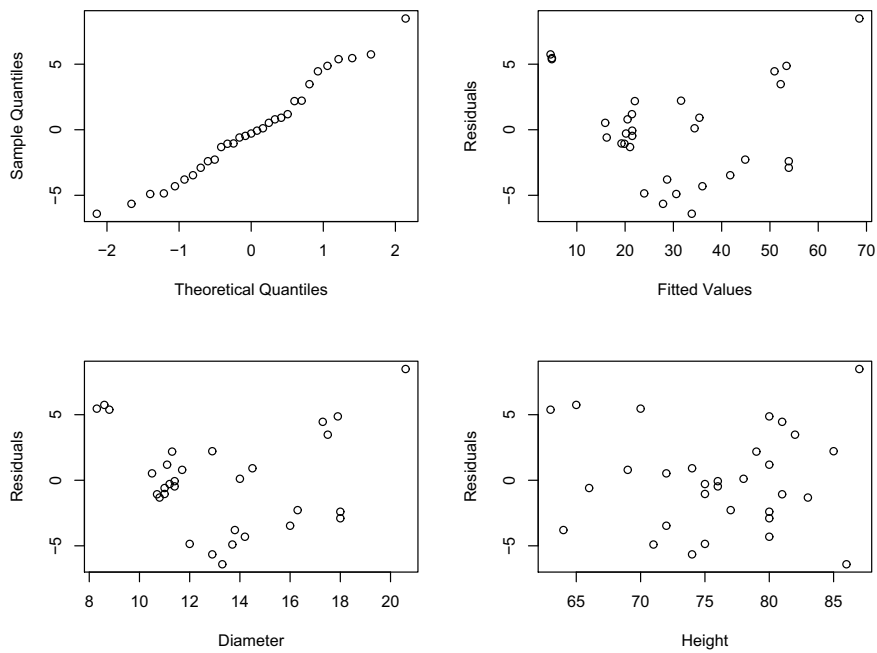 Sample Quantiles
5
0
−5
−2 −1 0 1 2
Theoretical Quantiles
Residuals
5
0
−5
10 20 30 40 50 60 70
Fitted Values
Residuals
5
0
−5
8 10 12 14 16 18 20
Diameter
Residuals
5
0
−5
65 70 75 80 85
Height